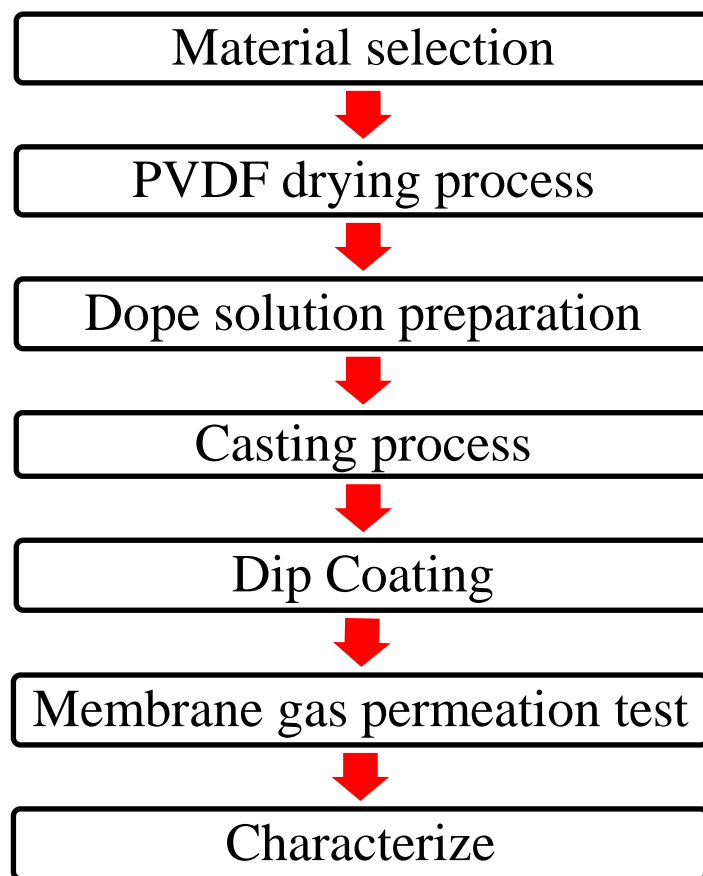 Material selection
PVDF drying process
Dope solution preparation
Casting process
Dip Coating
Membrane gas permeation test
Characterize